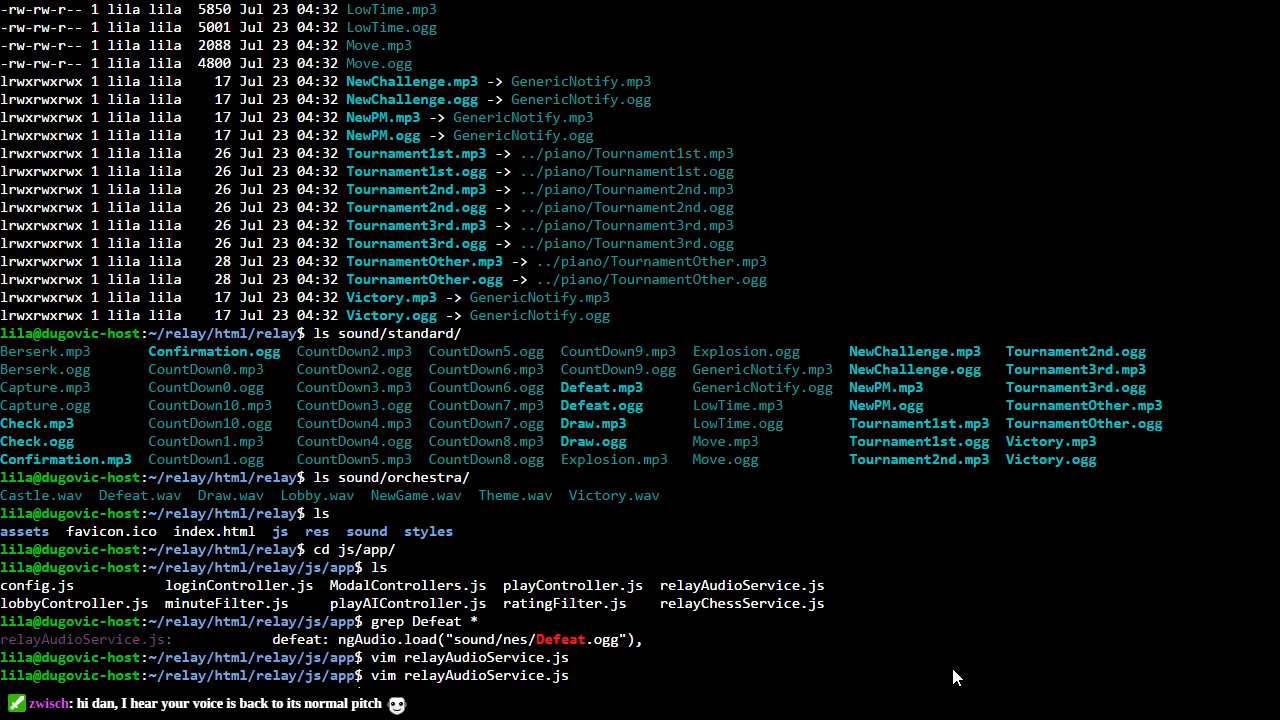 -rw-rw-r-- 1 lila lila  5850 Jul 23 04:32 LowTime.mp3
-rw-rw-r-- 1 lila lila  5001 Jul 23 04:32 LowTime.ogg
-rw-rw-r-- 1 lila lila  2088 Jul 23 04:32 Move.mp3
-rw-rw-r-- 1 lila lila  4800 Jul 23 04:32 Move.ogg
lrwxrwxrwx 1 lila lila    17 Jul 23 04:32 NewChallenge.mp3 -> GenericNotify.mp3
lrwxrwxrwx 1 lila lila    17 Jul 23 04:32 NewChallenge.ogg -> GenericNotify.ogg
lrwxrwxrwx 1 lila lila    17 Jul 23 04:32 NewPM.mp3 -> GenericNotify.mp3
lrwxrwxrwx 1 lila lila    17 Jul 23 04:32 NewPM.ogg -> GenericNotify.ogg
lrwxrwxrwx 1 lila lila    26 Jul 23 04:32 Tournament1st.mp3 -> ../piano/Tournament1st.mp3
lrwxrwxrwx 1 lila lila    26 Jul 23 04:32 Tournament1st.ogg -> ../piano/Tournament1st.ogg
lrwxrwxrwx 1 lila lila    26 Jul 23 04:32 Tournament2nd.mp3 -> ../piano/Tournament2nd.mp3
lrwxrwxrwx 1 lila lila    26 Jul 23 04:32 Tournament2nd.ogg -> ../piano/Tournament2nd.ogg
lrwxrwxrwx 1 lila lila    26 Jul 23 04:32 Tournament3rd.mp3 -> ../piano/Tournament3rd.mp3
lrwxrwxrwx 1 lila lila    26 Jul 23 04:32 Tournament3rd.ogg -> ../piano/Tournament3rd.ogg
lrwxrwxrwx 1 lila lila    28 Jul 23 04:32 TournamentOther.mp3 -> ../piano/TournamentOther.mp3
lrwxrwxrwx 1 lila lila    28 Jul 23 04:32 TournamentOther.ogg -> ../piano/TournamentOther.ogg
lrwxrwxrwx 1 lila lila    17 Jul 23 04:32 Victory.mp3 -> GenericNotify.mp3
lrwxrwxrwx 1 lila lila    17 Jul 23 04:32 Victory.ogg -> GenericNotify.ogg
lila@dugovic-host:~/relay/html/relay$ ls sound/standard/
Berserk.mp3 Confirmation.ogg CountDown2.mp3 CountDown5.ogg CountDown9.mp3 Explosion.ogg NewChallenge.mp3 Tournament2nd.ogg
Berserk.ogg CountDown0.mp3 CountDown2.ogg CountDown6.mp3 CountDown9.ogg GenericNotify.mp3 NewChallenge.ogg Tournament3rd.mp3
Capture.mp3 CountDown0.ogg CountDown3.mp3 CountDown6.ogg Defeat.mp3 GenericNotify.ogg NewPM.mp3 Tournament3rd.ogg
Capture.ogg CountDown10.mp3 CountDown3.ogg CountDown7.mp3 Defeat.ogg LowTime.mp3 NewPM.ogg TournamentOther.mp3
Check.mp3 CountDown10.ogg CountDown4.mp3 CountDown7.ogg Draw.mp3 LowTime.ogg Tournament1st.mp3 TournamentOther.ogg
Check.ogg CountDown1.mp3 CountDown4.ogg CountDown8.mp3 Draw.ogg Move.mp3 Tournament1st.ogg Victory.mp3
Confirmation.mp3 CountDown1.ogg CountDown5.mp3 CountDown8.ogg Explosion.mp3 Move.ogg Tournament2nd.mp3 Victory.ogg
lila@dugovic-host:~/relay/html/relay$ ls sound/orchestra/
Castle.wav Defeat.wav Draw.wav Lobby.wav NewGame.wav Theme.wav Victory.wav
lila@dugovic-host:~/relay/html/relay$ ls
assets favicon.ico index.html js res sound styles
lila@dugovic-host:~/relay/html/relay$ cd js/app/
lila@dugovic-host:~/relay/html/relay/js/app$ ls
config.js loginController.js ModalControllers.js playController.js relayAudioService.js
lobbyController.js minuteFilter.js playAIController.js ratingFilter.js relayChessService.js
lila@dugovic-host:~/relay/html/relay/js/app$ grep Defeat *
relayAudioService.js: defeat: ngAudio.load("sound/nes/Defeat.ogg"),
lila@dugovic-host:~/relay/html/relay/js/app$ vim relayAudioService.js
lila@dugovic-host:~/relay/html/relay/js/app$ vim relayAudioService.js
zwisch: hi dan, I hear your voice is back to its normal pitch